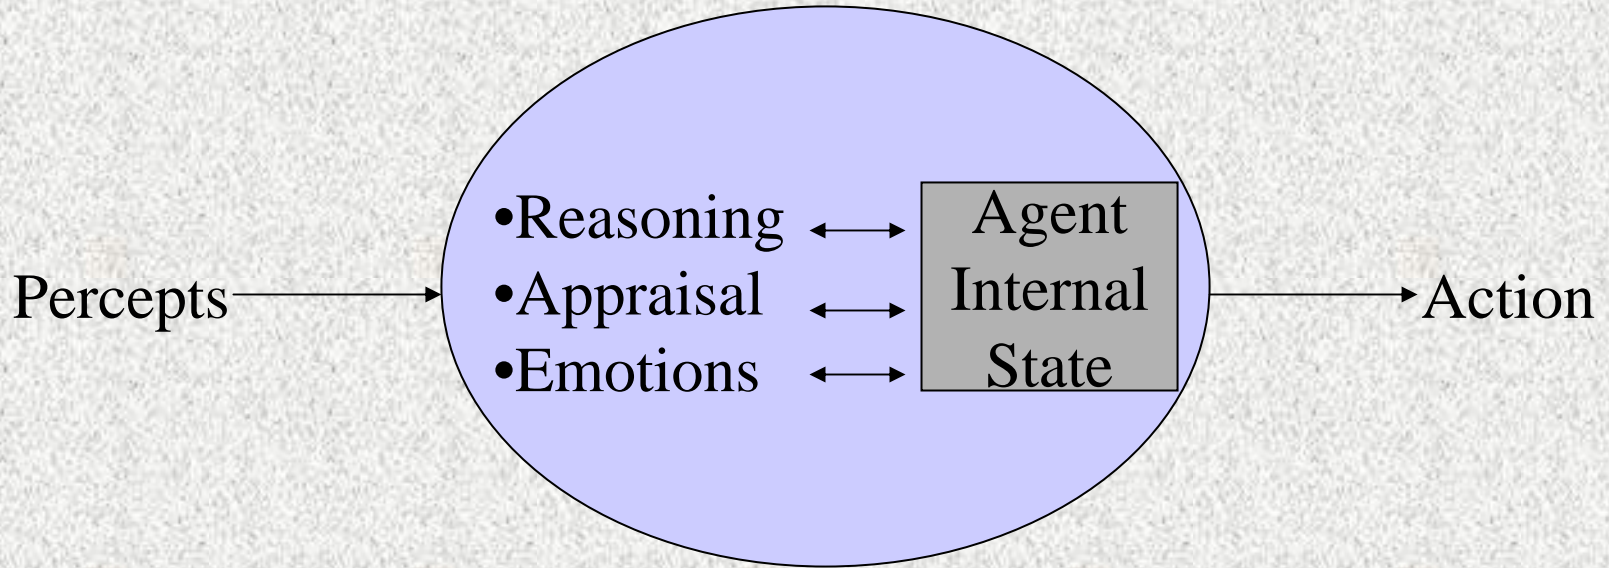 Percepts
•Reasoning
•Appraisal
•Emotions
Agent
Internal
State
Action